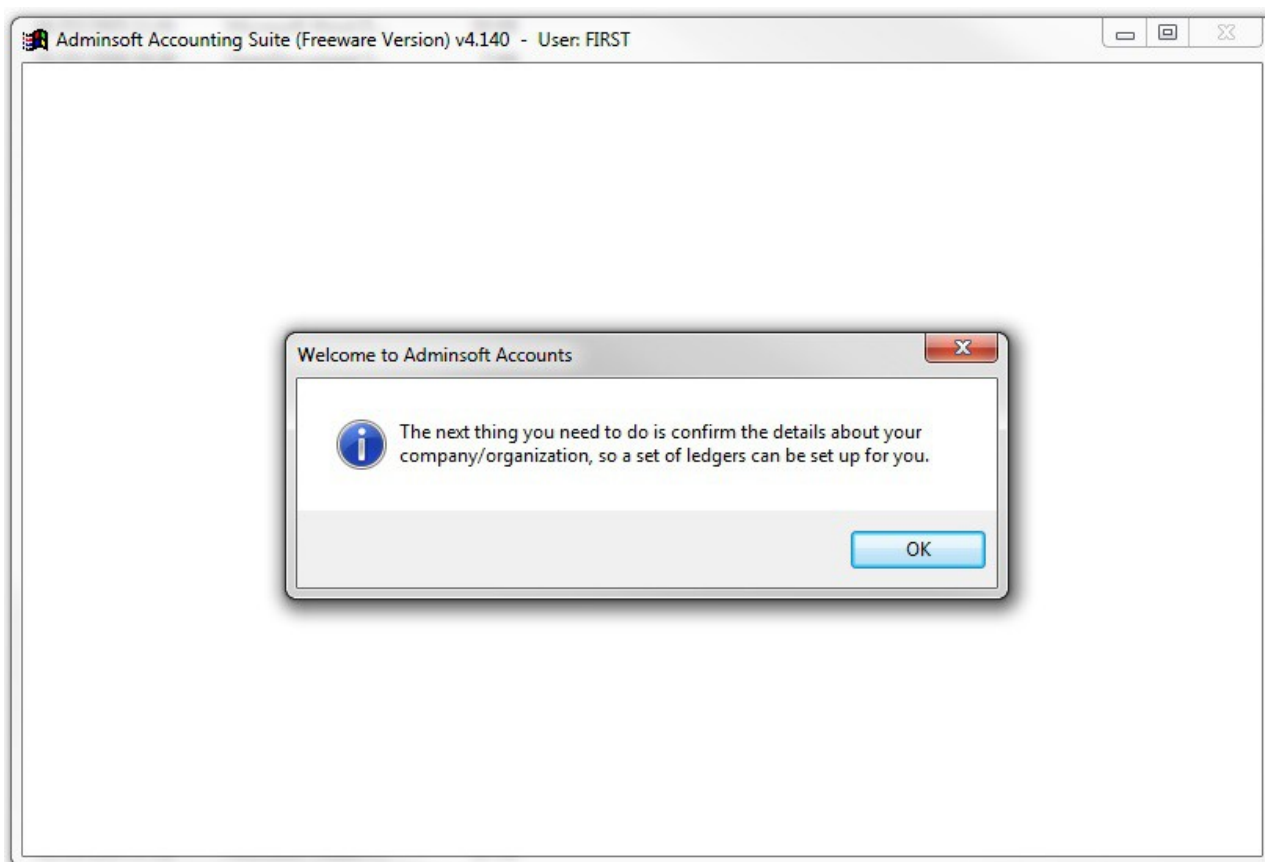 Adminsoft Accounting Suite (Freeware Version) v4.140 - User: FIRST
Welcome to Adminsoft Accounts
The next thing you need to do is confirm the details about your
company/organization, so a set of ledgers can be set up for you.
OK